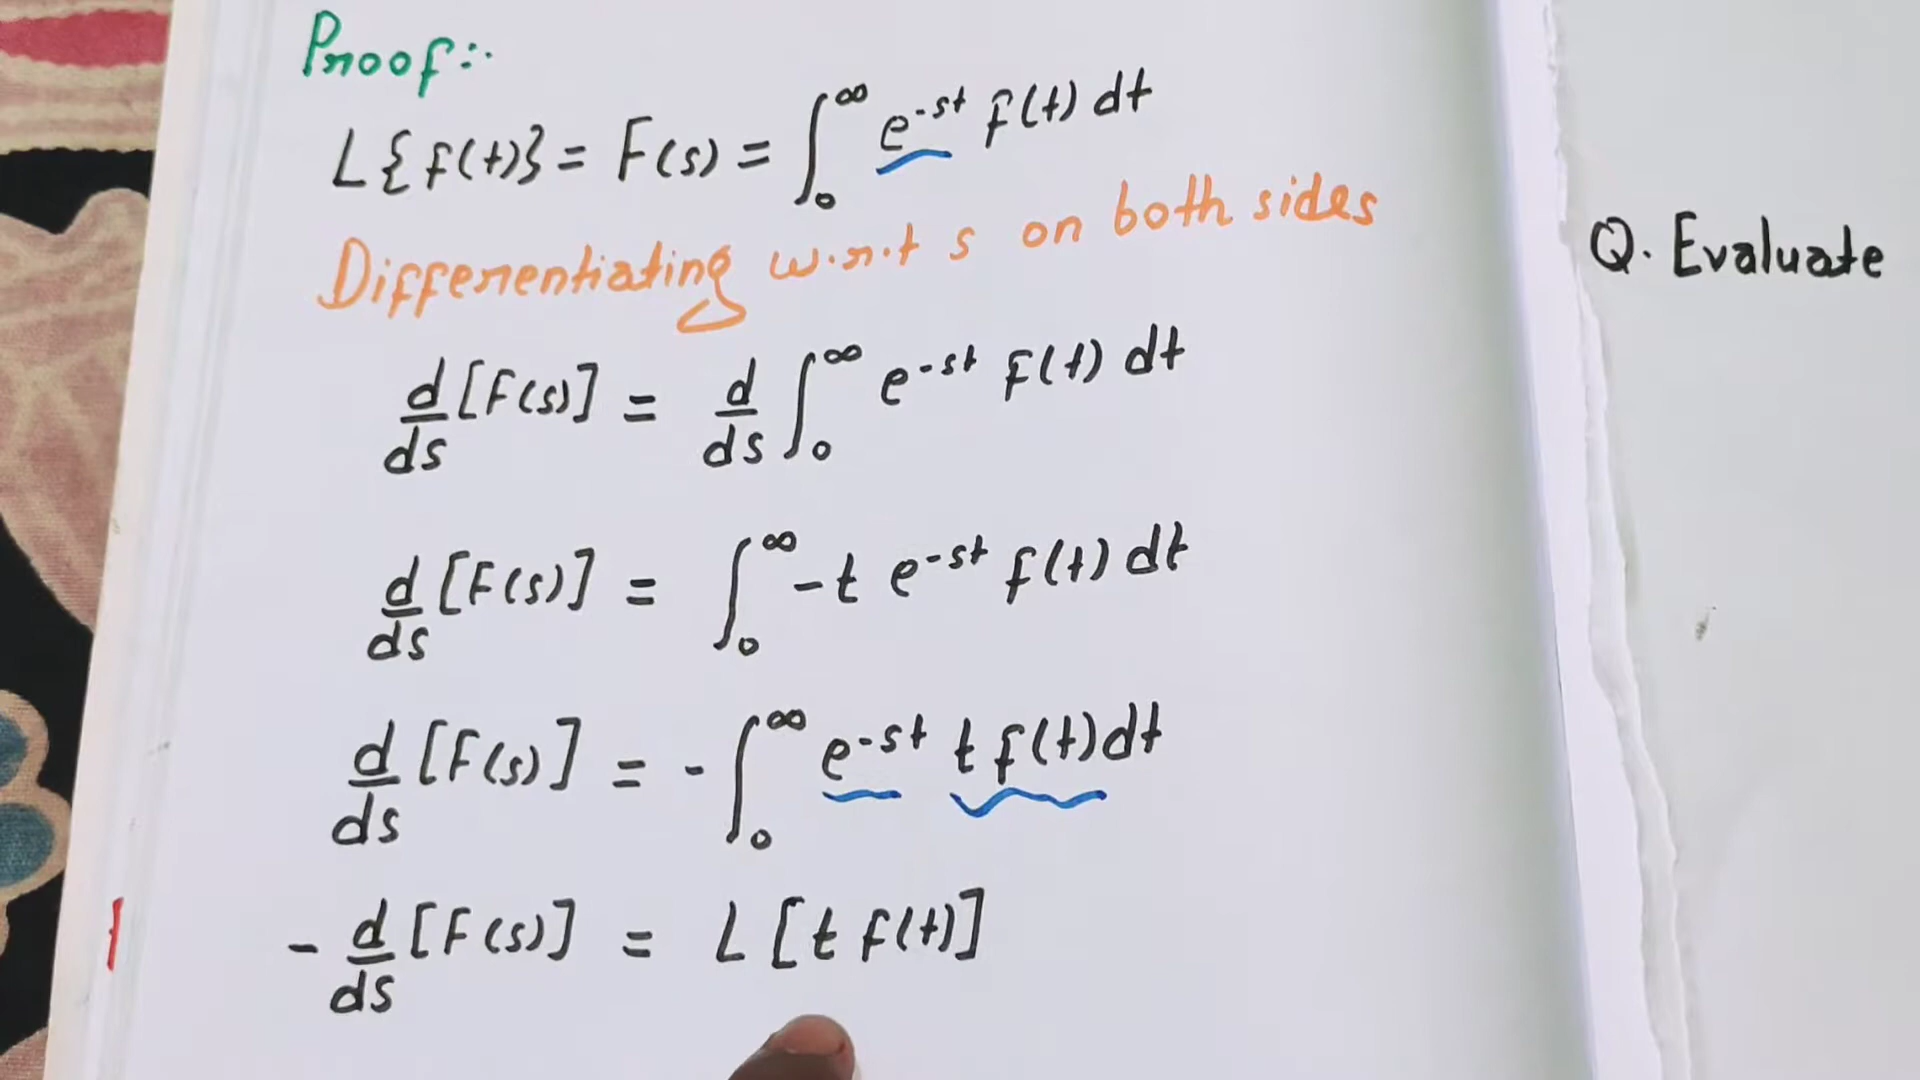 Proof:-
L{f(t)} = F(s) = ∫₀^∞ e^-st f(t) dt
Differentiating w.r.t s on both sides
d/ds [F(s)] = d/ds ∫₀^∞ e^-st f(t) dt
d/ds [F(s)] = ∫₀^∞ -t e^-st f(t) dt
d/ds [F(s)] = - ∫₀^∞ e^-st t f(t) dt
- d/ds [F(s)] = L [t f(t)]
Q. Evaluate